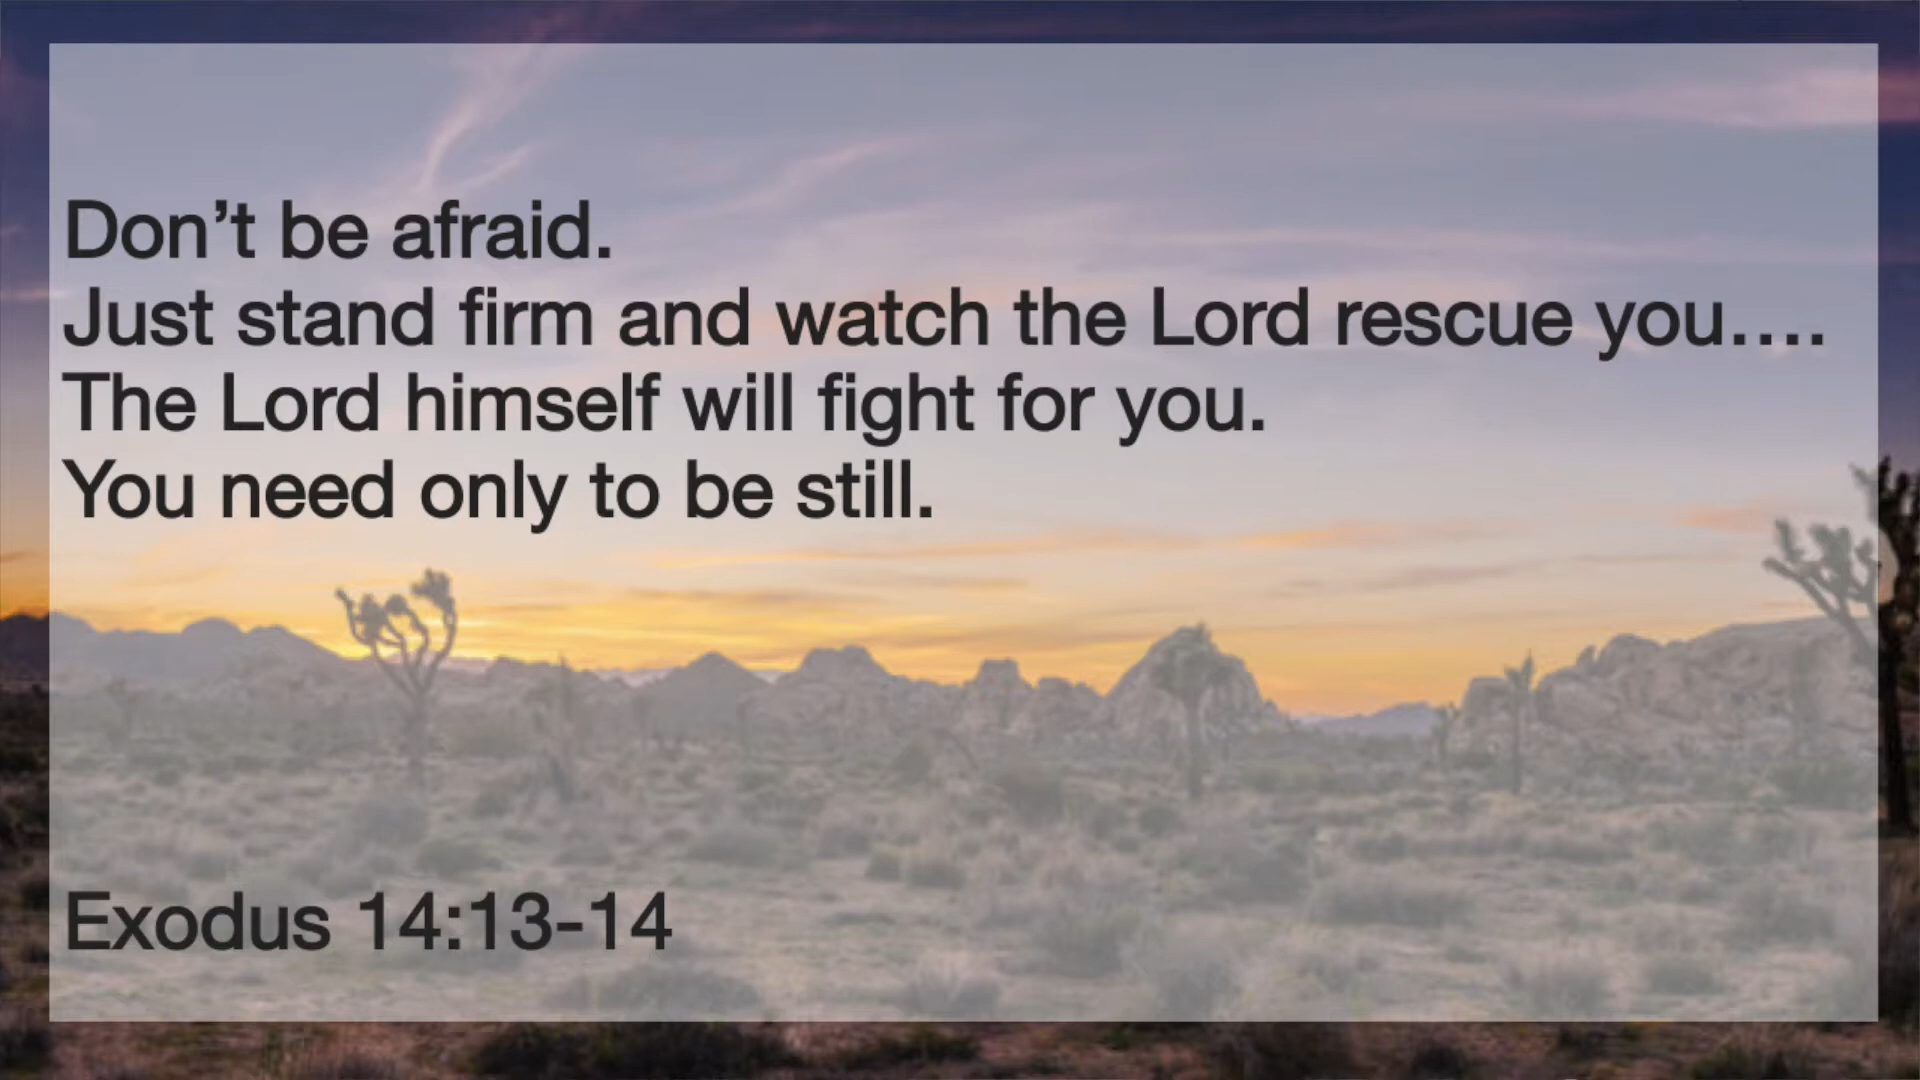 Don’t be afraid.
Just stand firm and watch the Lord rescue you….
The Lord himself will fight for you.
You need only to be still.
Exodus 14:13-14